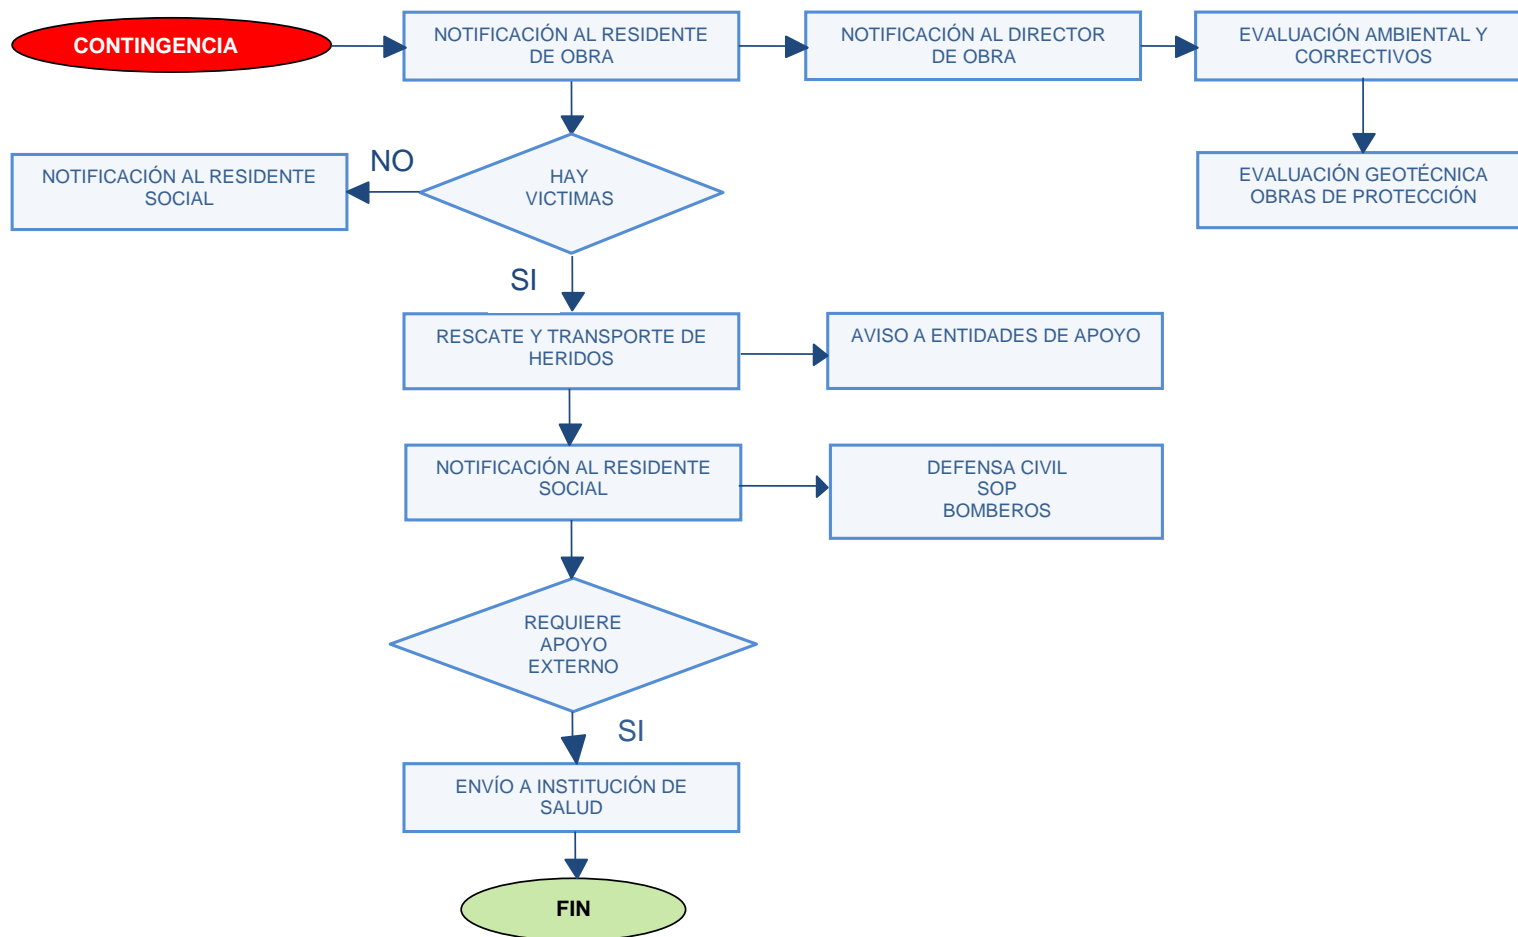 CONTINGENCIA
NOTIFICACIÓN AL RESIDENTE
DE OBRA
NOTIFICACIÓN AL DIRECTOR
DE OBRA
EVALUACIÓN AMBIENTAL Y
CORRECTIVOS
NO
NOTIFICACIÓN AL RESIDENTE
SOCIAL
HAY
VICTIMAS
EVALUACIÓN GEOTÉCNICA
OBRAS DE PROTECCIÓN
SI
RESCATE Y TRANSPORTE DE
HERIDOS
AVISO A ENTIDADES DE APOYO
NOTIFICACIÓN AL RESIDENTE
SOCIAL
DEFENSA CIVIL
SOP
BOMBEROS
REQUIERE
APOYO
EXTERNO
SI
ENVÍO A INSTITUCIÓN DE
SALUD
FIN